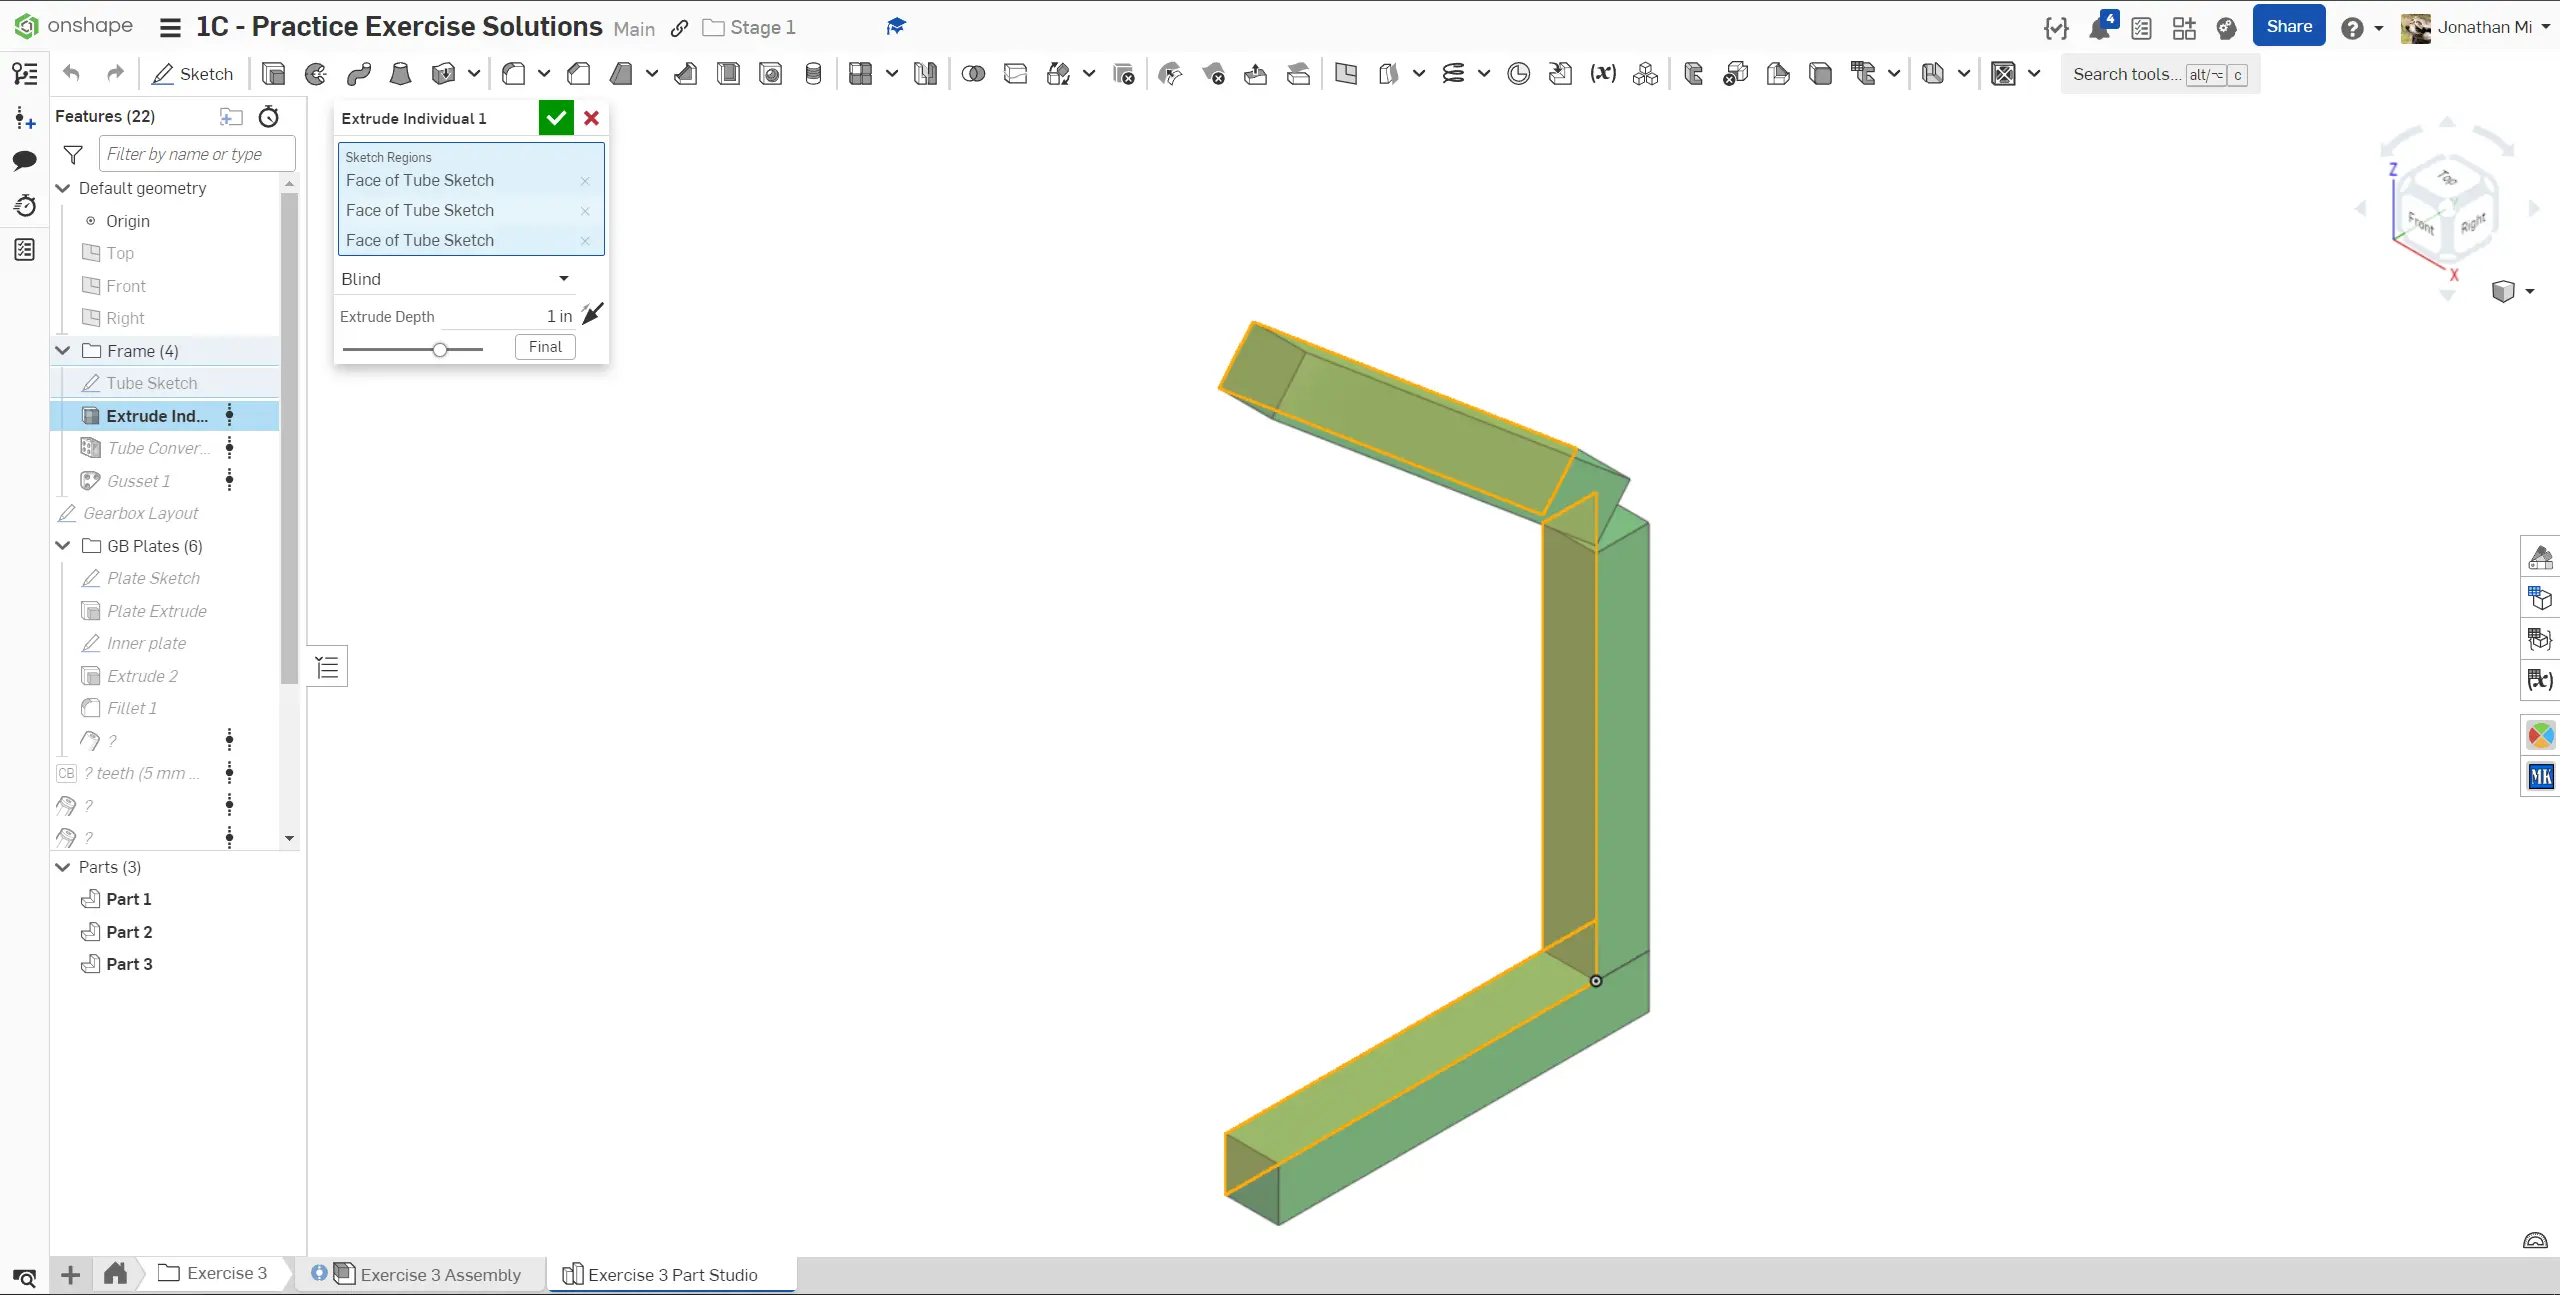 onshape
1C - Practice Exercise Solutions
Main
Stage 1
4
Share
Jonathan Mi
Sketch
(x)
Search tools... alt/⌥ c
Features (22)
Filter by name or type
Default geometry
Origin
Top
Front
Right
Frame (4)
Tube Sketch
Extrude Ind...
Tube Conver...
Gusset 1
Gearbox Layout
GB Plates (6)
Plate Sketch
Plate Extrude
Inner plate
Extrude 2
Fillet 1
?
CB ? teeth (5 mm ...
?
?
Parts (3)
Part 1
Part 2
Part 3
Extrude Individual 1
Sketch Regions
Face of Tube Sketch
Face of Tube Sketch
Face of Tube Sketch
Blind
Extrude Depth 1 in
Final
Z
Top
Y
Front
Right
X
(x)
MK
Exercise 3
Exercise 3 Assembly
Exercise 3 Part Studio